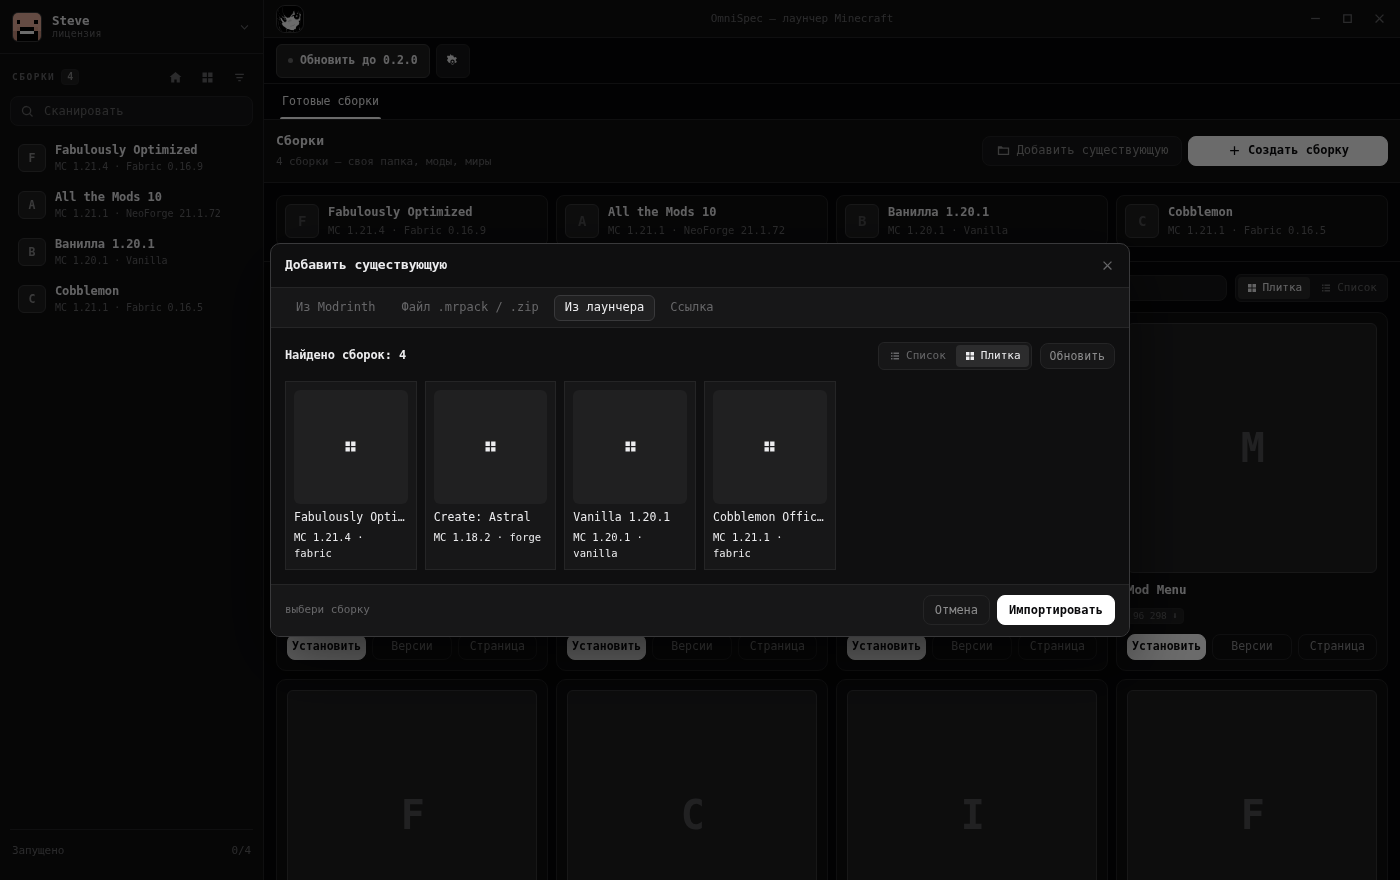 Steve
лицензия
OmniSpec — лаунчер Minecraft
Обновить до 0.2.0
СБОРКИ 4
Готовые сборки
Сканировать
Сборки
4 сборки — своя папка, моды, миры
Добавить существующую
Создать сборку
F
Fabulously Optimized
MC 1.21.4 · Fabric 0.16.9
A
All the Mods 10
MC 1.21.1 · NeoForge 21.1.72
В
Ванилла 1.20.1
MC 1.20.1 · Vanilla
C
Cobblemon
MC 1.21.1 · Fabric 0.16.5
F
Fabulously Optimized
MC 1.21.4 · Fabric 0.16.9
A
All the Mods 10
MC 1.21.1 · NeoForge 21.1.72
В
Ванилла 1.20.1
MC 1.20.1 · Vanilla
C
Cobblemon
MC 1.21.1 · Fabric 0.16.5
Плитка
Список
Добавить существующую
Из Modrinth
Файл .mrpack / .zip
Из лаунчера
Ссылка
Найдено сборок: 4
Список
Плитка
Обновить
Fabulously Opti…
MC 1.21.4 ·
fabric
Create: Astral
MC 1.18.2 · forge
Vanilla 1.20.1
MC 1.20.1 ·
vanilla
Cobblemon Offic…
MC 1.21.1 ·
fabric
выбери сборку
Отмена
Импортировать
M
Mod Menu
96 298
Установить
Версии
Страница
Установить
Версии
Страница
Установить
Версии
Страница
Установить
Версии
Страница
F
C
I
F
Запущено
0/4